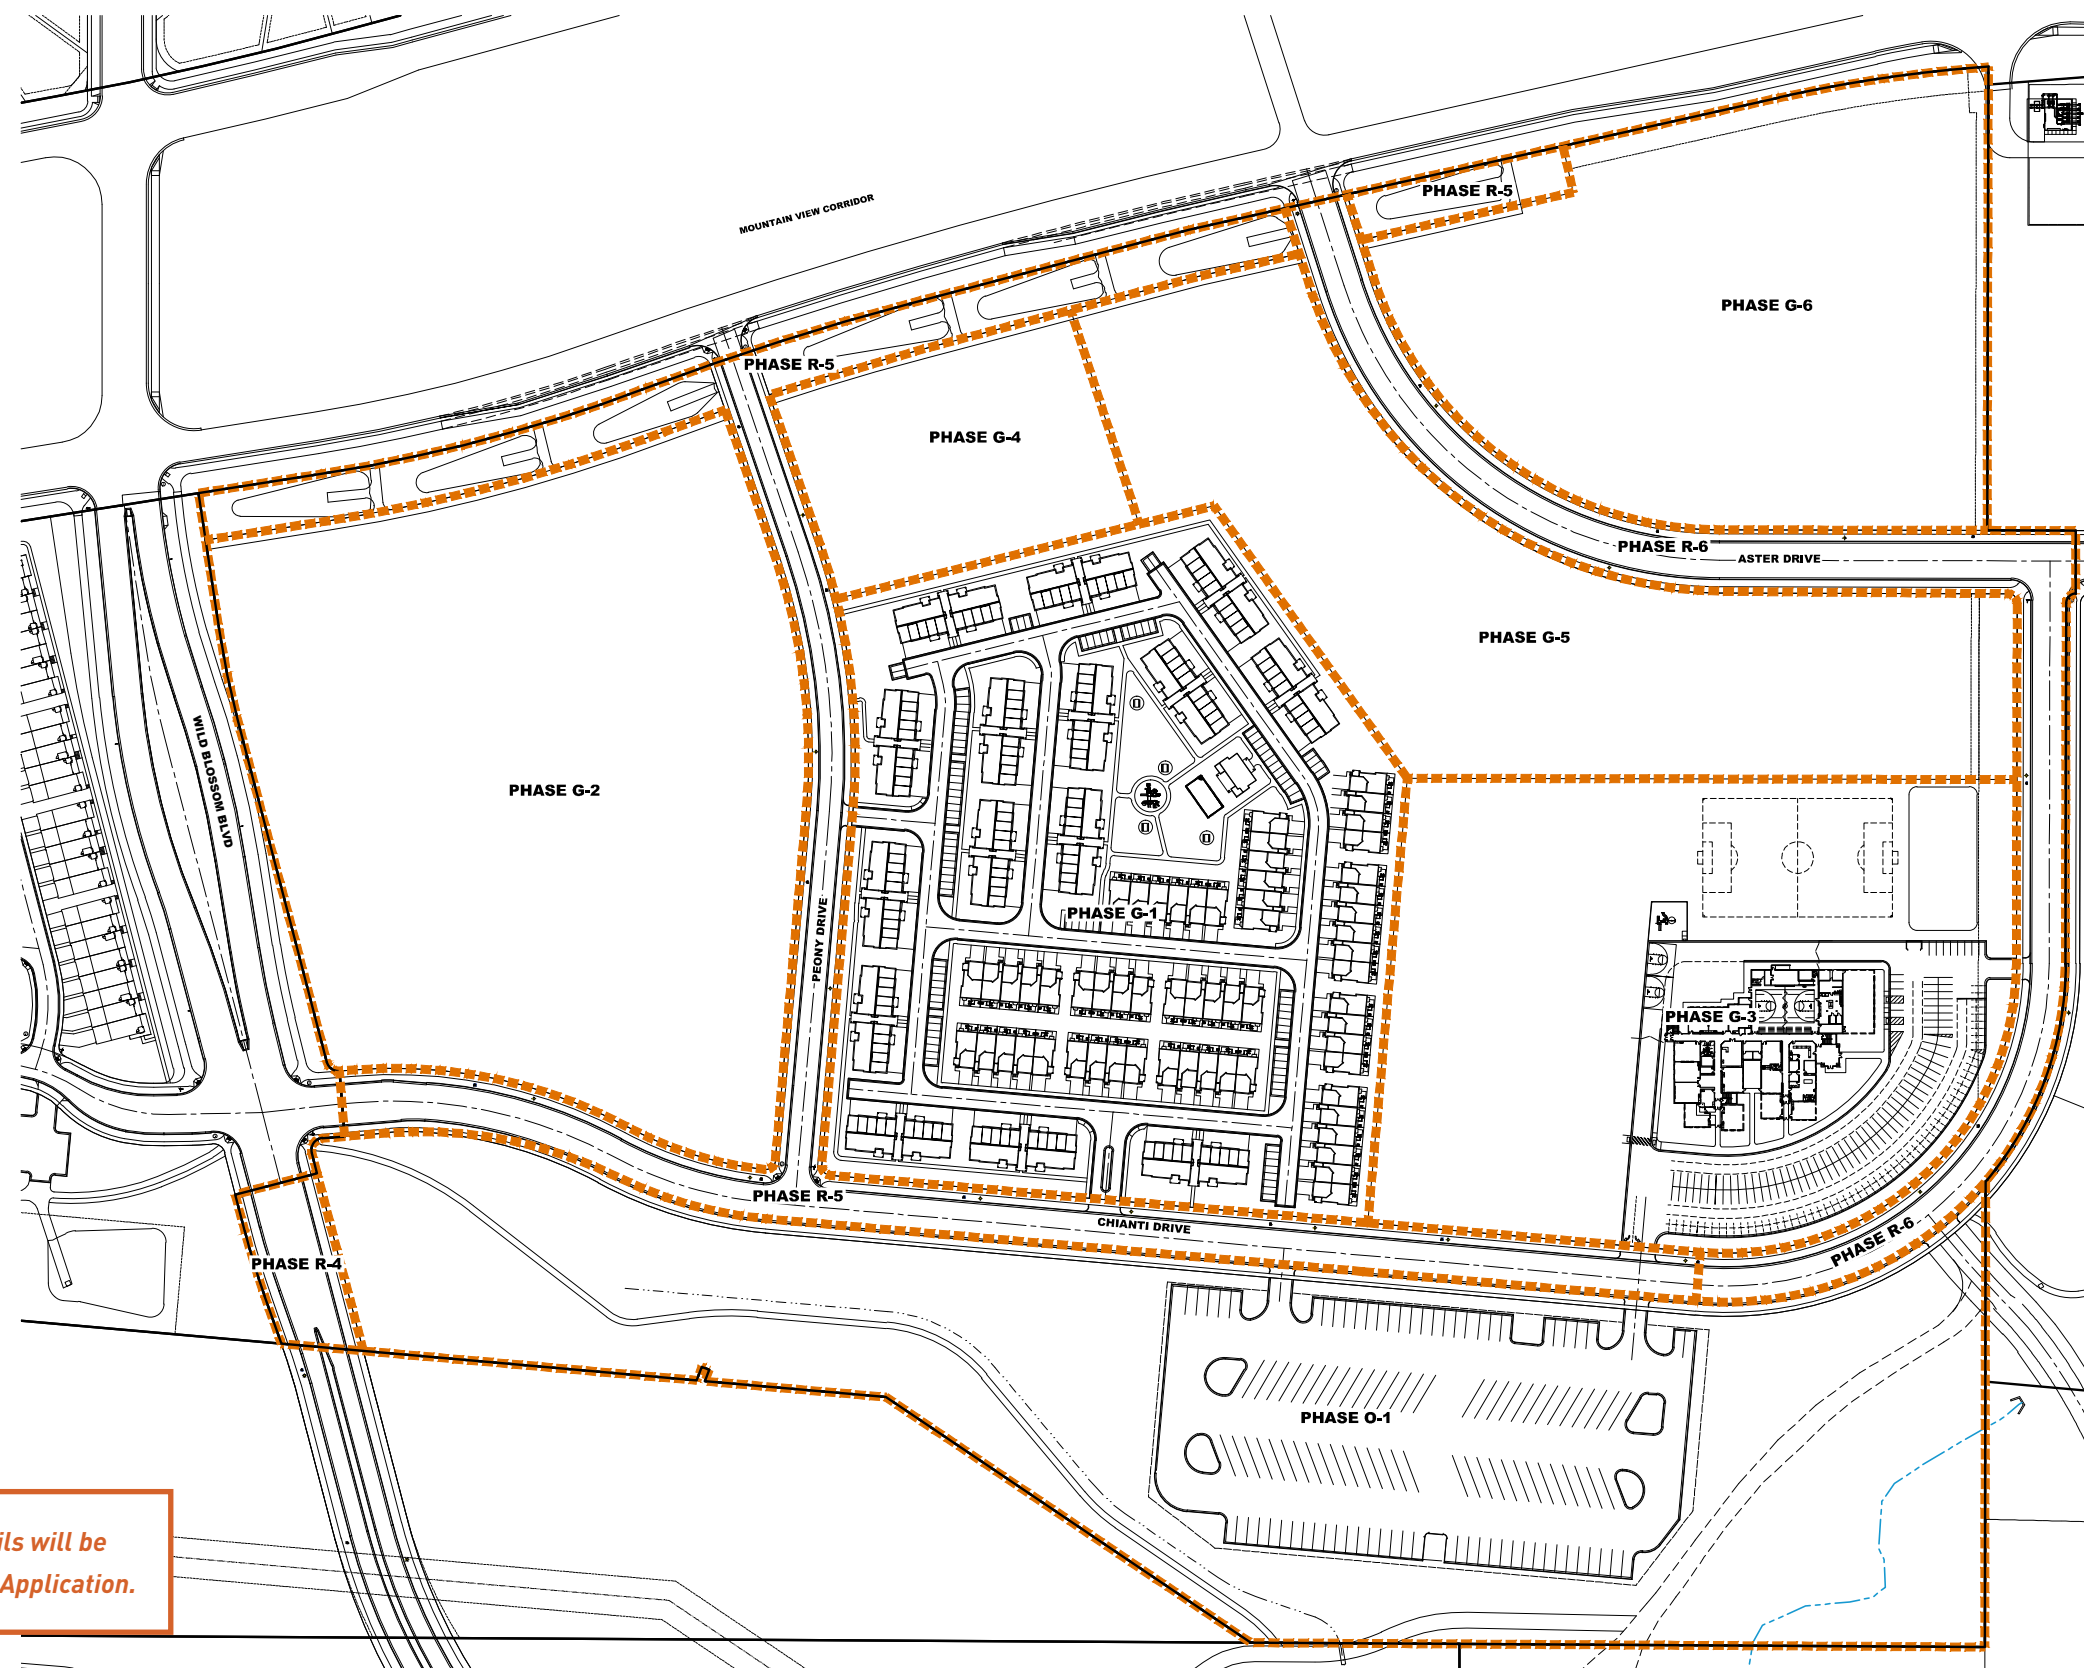 MOUNTAIN VIEW CORRIDOR
PHASE R-5
PHASE G-6
PHASE R-5
PHASE G-4
PHASE R-6
ASTER DRIVE
PHASE G-5
WILD BLOSSOM BLVD
PHASE G-2
PEONY DRIVE
PHASE G-1
PHASE G-3
PHASE R-5
CHIANTI DRIVE
PHASE R-6
PHASE R-4
PHASE O-1
ils will be
Application.